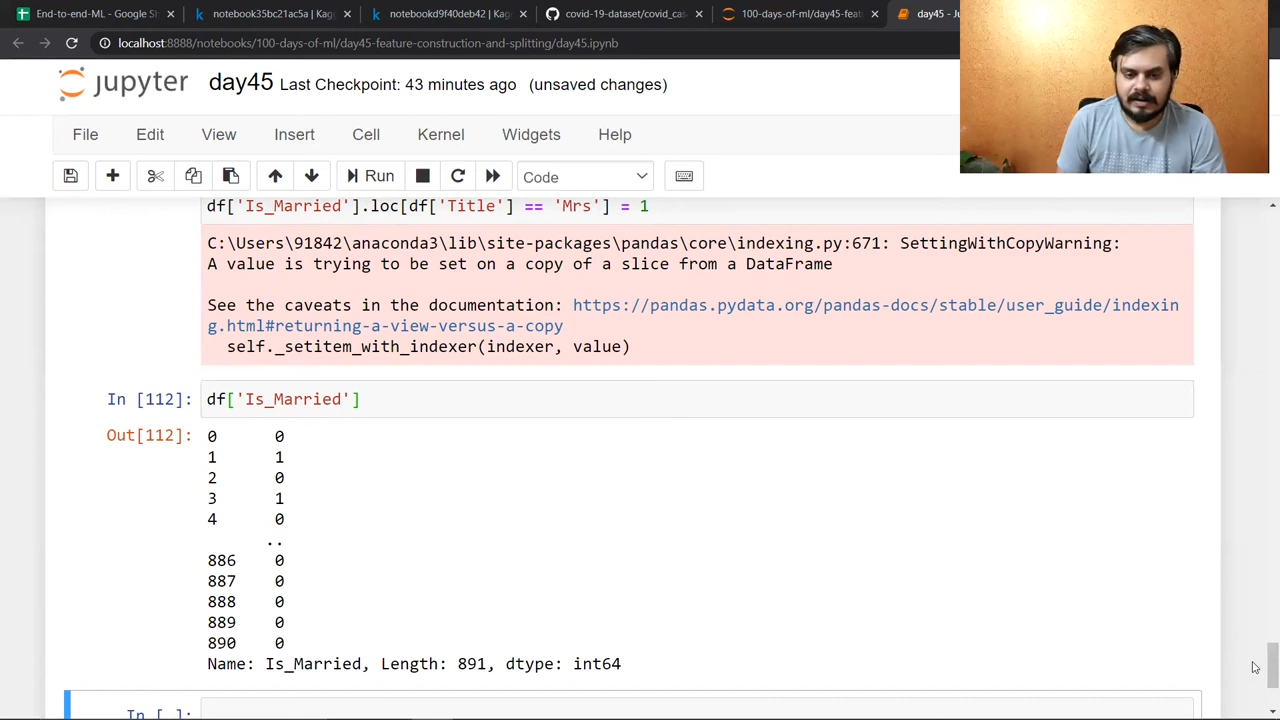 End-to-end-ML - Google Sh
notebook35bc21ac5a | Kagg
notebookd9f40deb42 | Kagg
covid-19-dataset/covid_cas
100-days-of-ml/day45-feat
day45 - Ju
localhost:8888/notebooks/100-days-of-ml/day45-feature-construction-and-splitting/day45.ipynb
jupyter day45 Last Checkpoint: 43 minutes ago (unsaved changes)
File Edit View Insert Cell Kernel Widgets Help
Run Code
df['Is_Married'].loc[df['Title'] == 'Mrs'] = 1
C:\Users\91842\anaconda3\lib\site-packages\pandas\core\indexing.py:671: SettingWithCopyWarning:
A value is trying to be set on a copy of a slice from a DataFrame
See the caveats in the documentation: https://pandas.pydata.org/pandas-docs/stable/user_guide/indexin
g.html#returning-a-view-versus-a-copy
self._setitem_with_indexer(indexer, value)
In [112]: df['Is_Married']
Out[112]: 0 0
1 1
2 0
3 1
4 0
..
886 0
887 0
888 0
889 0
890 0
Name: Is_Married, Length: 891, dtype: int64
In [ ]: